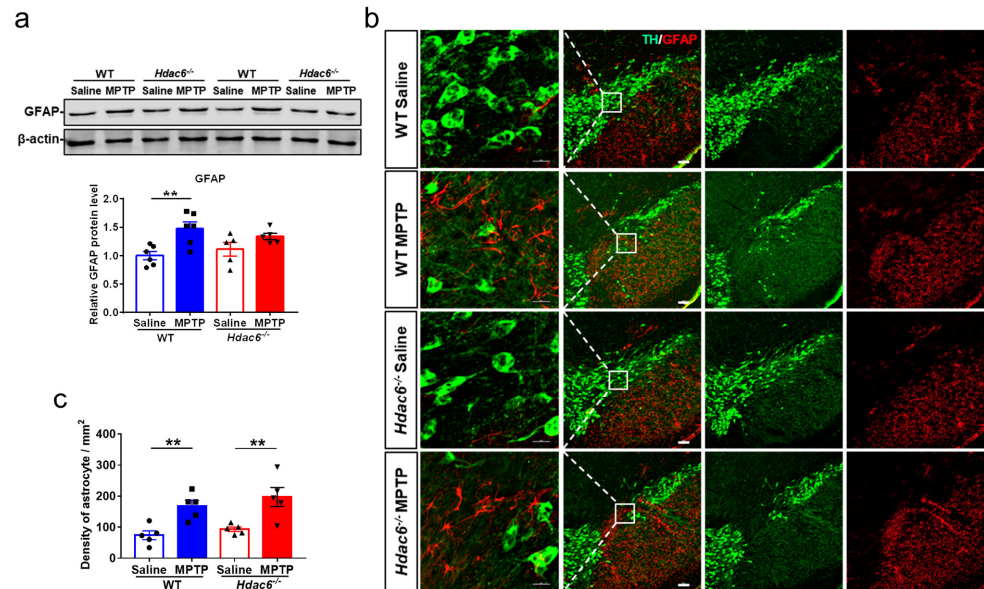 a
WT Hdac6-/- WT Hdac6-/-
Saline MPTP Saline MPTP Saline MPTP Saline MPTP
GFAP-
β-actin-
GFAP
**
Relative GFAP protein level
2.0
1.5
1.0
0.5
0.0
Saline MPTP Saline MPTP
WT Hdac6-/-
c
Density of astrocyte / mm2
400
300
200
100
0
** **
Saline MPTP Saline MPTP
WT Hdac6-/-
b
TH/GFAP
WT Saline
WT MPTP
Hdac6-/- Saline
Hdac6-/- MPTP